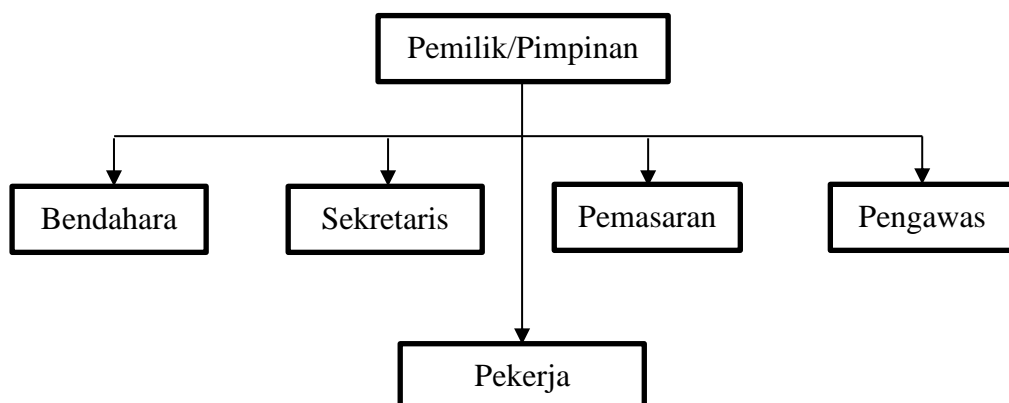 Pemilik/Pimpinan
Bendahara
Sekretaris
Pemasaran
Pengawas
Pekerja